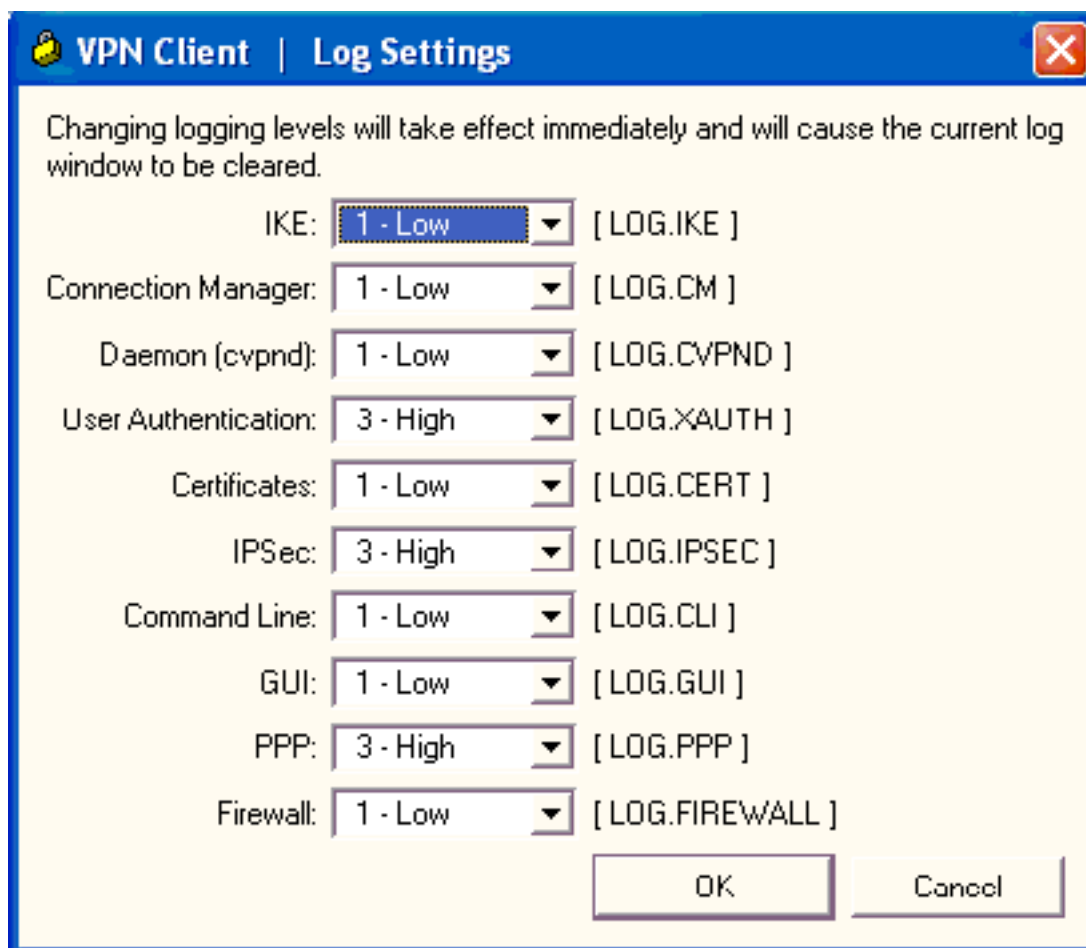 VPN Client | Log Settings
Changing logging levels will take effect immediately and will cause the current log
window to be cleared.
IKE: 1 - Low [ LOG.IKE ]
Connection Manager: 1 - Low [ LOG.CM ]
Daemon (cvpnd): 1 - Low [ LOG.CVPND ]
User Authentication: 3 - High [ LOG.XAUTH ]
Certificates: 1 - Low [ LOG.CERT ]
IPSec: 3 - High [ LOG.IPSEC ]
Command Line: 1 - Low [ LOG.CLI ]
GUI: 1 - Low [ LOG.GUI ]
PPP: 3 - High [ LOG.PPP ]
Firewall: 1 - Low [ LOG.FIREWALL ]
OK Cancel